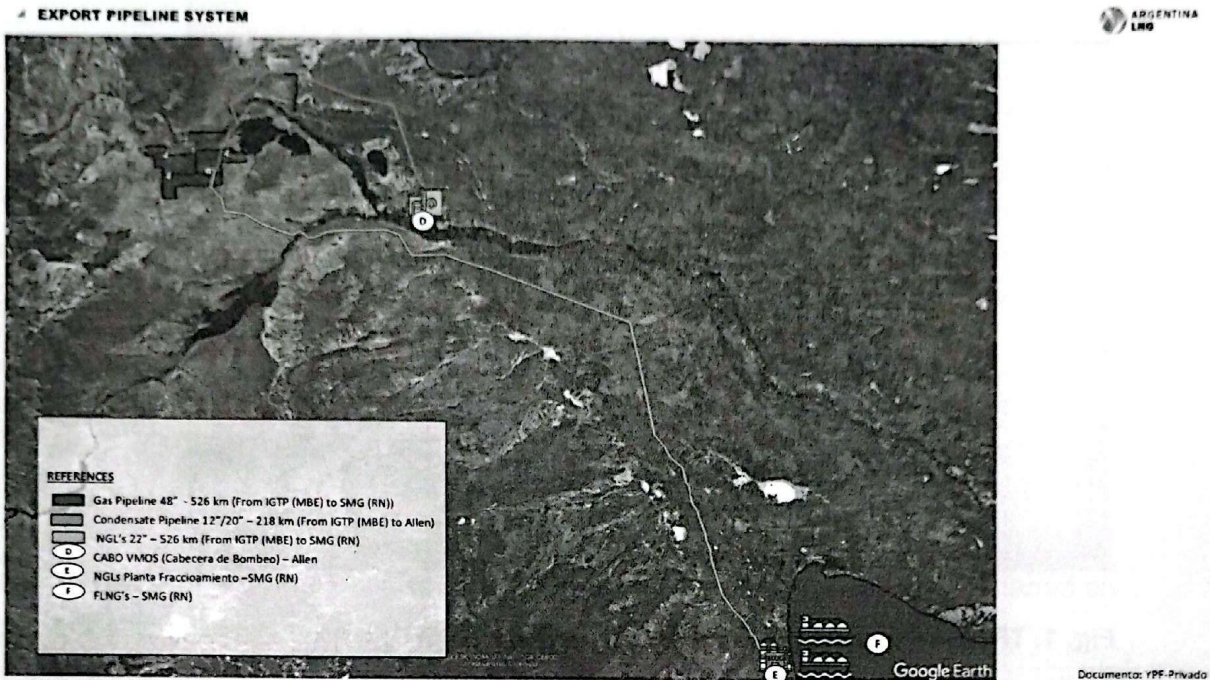 EXPORT PIPELINE SYSTEM
ARGENTINA
LNG
D
REFERENCES
Gas Pipeline 48" - 526 km (From IGTP (MBE) to SMG (RN))
Condensate Pipeline 12"/20" – 218 km (From IGTP (MBE) to Allen)
NGL's 22" – 526 km (From IGTP (MBE) to SMG (RN)
D CABO VMOS (Cabecera de Bombeo) – Allen
E NGLs Planta Fraccioamiento –SMG (RN)
F FLNG's – SMG (RN)
F
E
Google Earth
Documento: YPF-Privado